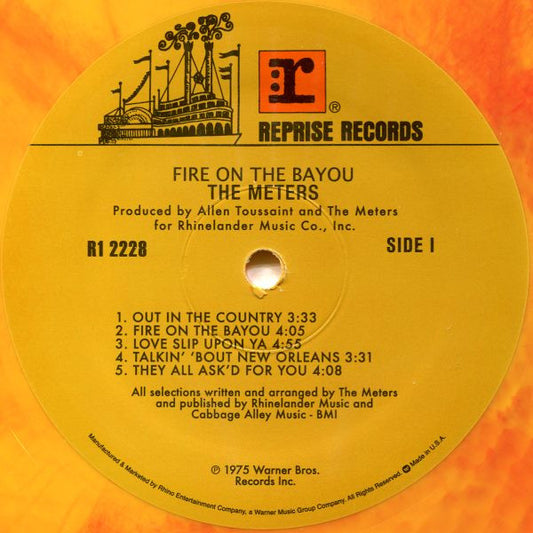 r
®
REPRISE RECORDS
FIRE ON THE BAYOU
THE METERS
Produced by Allen Toussaint and The Meters
for Rhinelander Music Co., Inc.
R1 2228
SIDE 1
1. OUT IN THE COUNTRY 3:33
2. FIRE ON THE BAYOU 4:05
3. LOVE SLIP UPON YA 4:55
4. TALKIN' 'BOUT NEW ORLEANS 3:31
5. THEY ALL ASK'D FOR YOU 4:08
All selections written and arranged by The Meters
and published by Rhinelander Music and
Cabbage Alley Music - BMI
℗ 1975 Warner Bros.
Records Inc.
Manufactured & Marketed by Rhino Entertainment Company, a Warner Music Group Company. All Rights Reserved. Made in U.S.A.